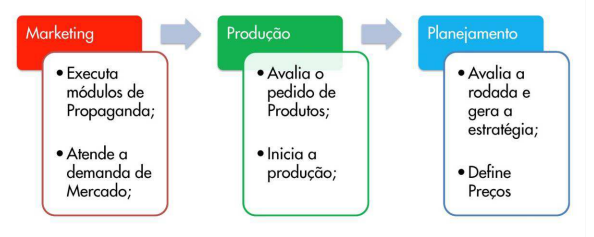 Marketing
• Executa
módulos de
Propaganda;
• Atende a
demanda de
Mercado;
Produção
• Avalia o
pedido de
Produtos;
• Inicia a
produção;
Planejamento
• Avalia a
rodada e
gera a
estratégia;
• Define
Preços